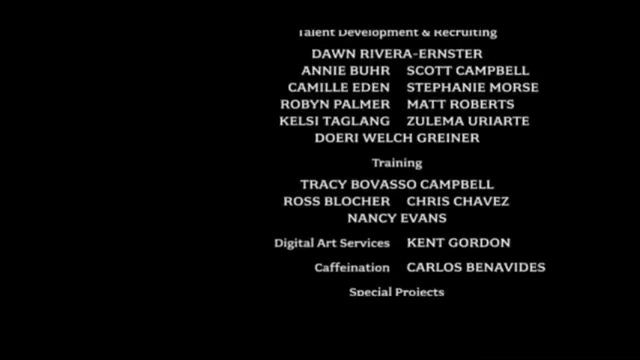 Talent Development & Recruiting
DAWN RIVERA-ERNSTER
ANNIE BUHR SCOTT CAMPBELL
CAMILLE EDEN STEPHANIE MORSE
ROBYN PALMER MATT ROBERTS
KELSI TAGLANG ZULEMA URIARTE
DOERI WELCH GREINER
Training
TRACY BOVASSO CAMPBELL
ROSS BLOCHER CHRIS CHAVEZ
NANCY EVANS
Digital Art Services KENT GORDON
Caffeination CARLOS BENAVIDES
Special Projects